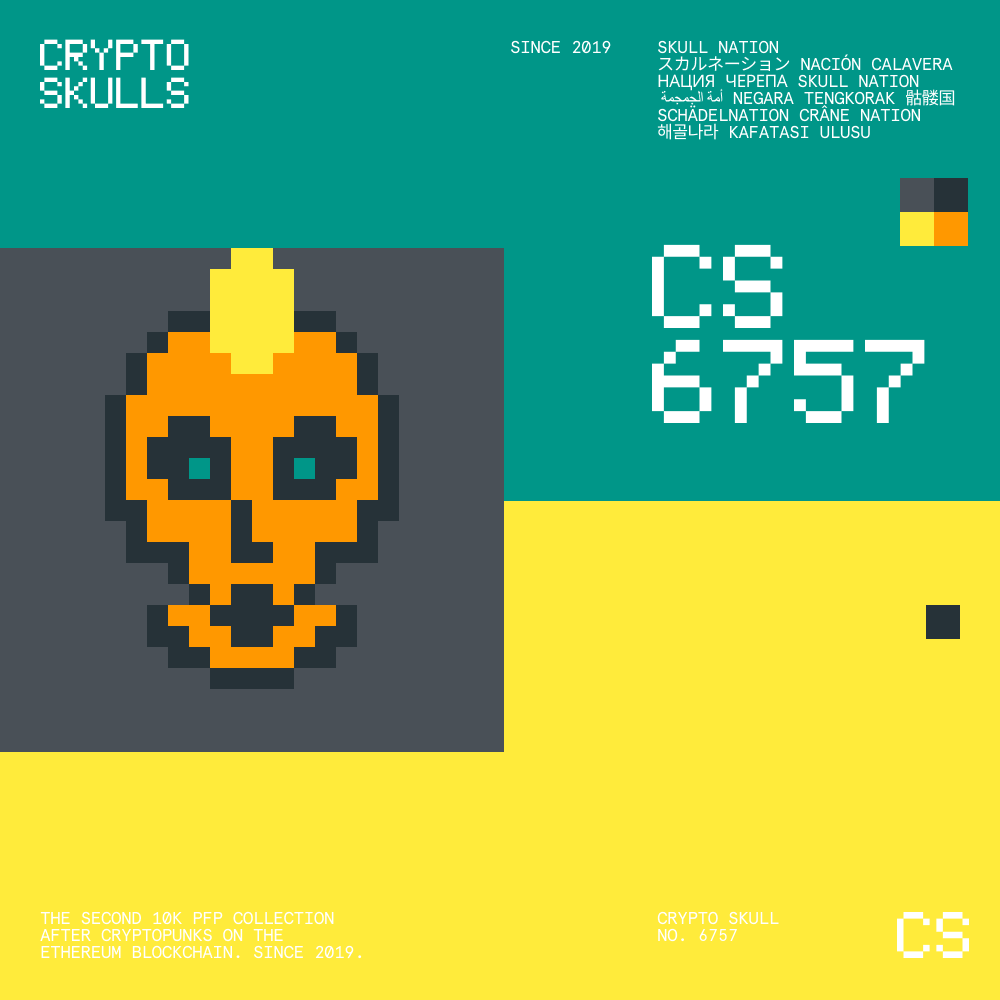 CRYPTO
SKULLS
SINCE 2019
SKULL NATION
スカルネーション NACIÓN CALAVERA
НАЦИЯ ЧЕРЕПА SKULL NATION
أمة الجمجمة NEGARA TENGKORAK 骷髅国
SCHÄDELNATION CRÂNE NATION
해골나라 KAFATASI ULUSU
CS
6757
THE SECOND 10K PFP COLLECTION
AFTER CRYPTOPUNKS ON THE
ETHEREUM BLOCKCHAIN. SINCE 2019.
CRYPTO SKULL
NO. 6757
CS